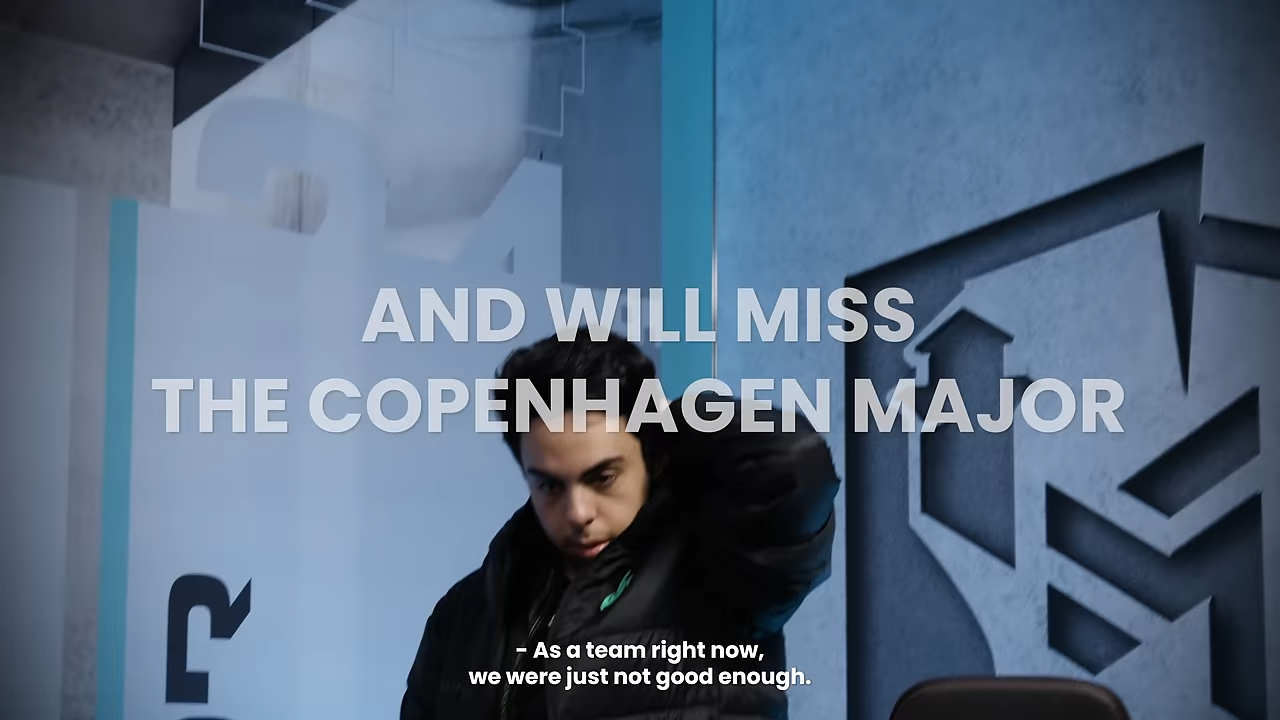 AND WILL MISS
THE COPENHAGEN MAJOR
- As a team right now,
we were just not good enough.